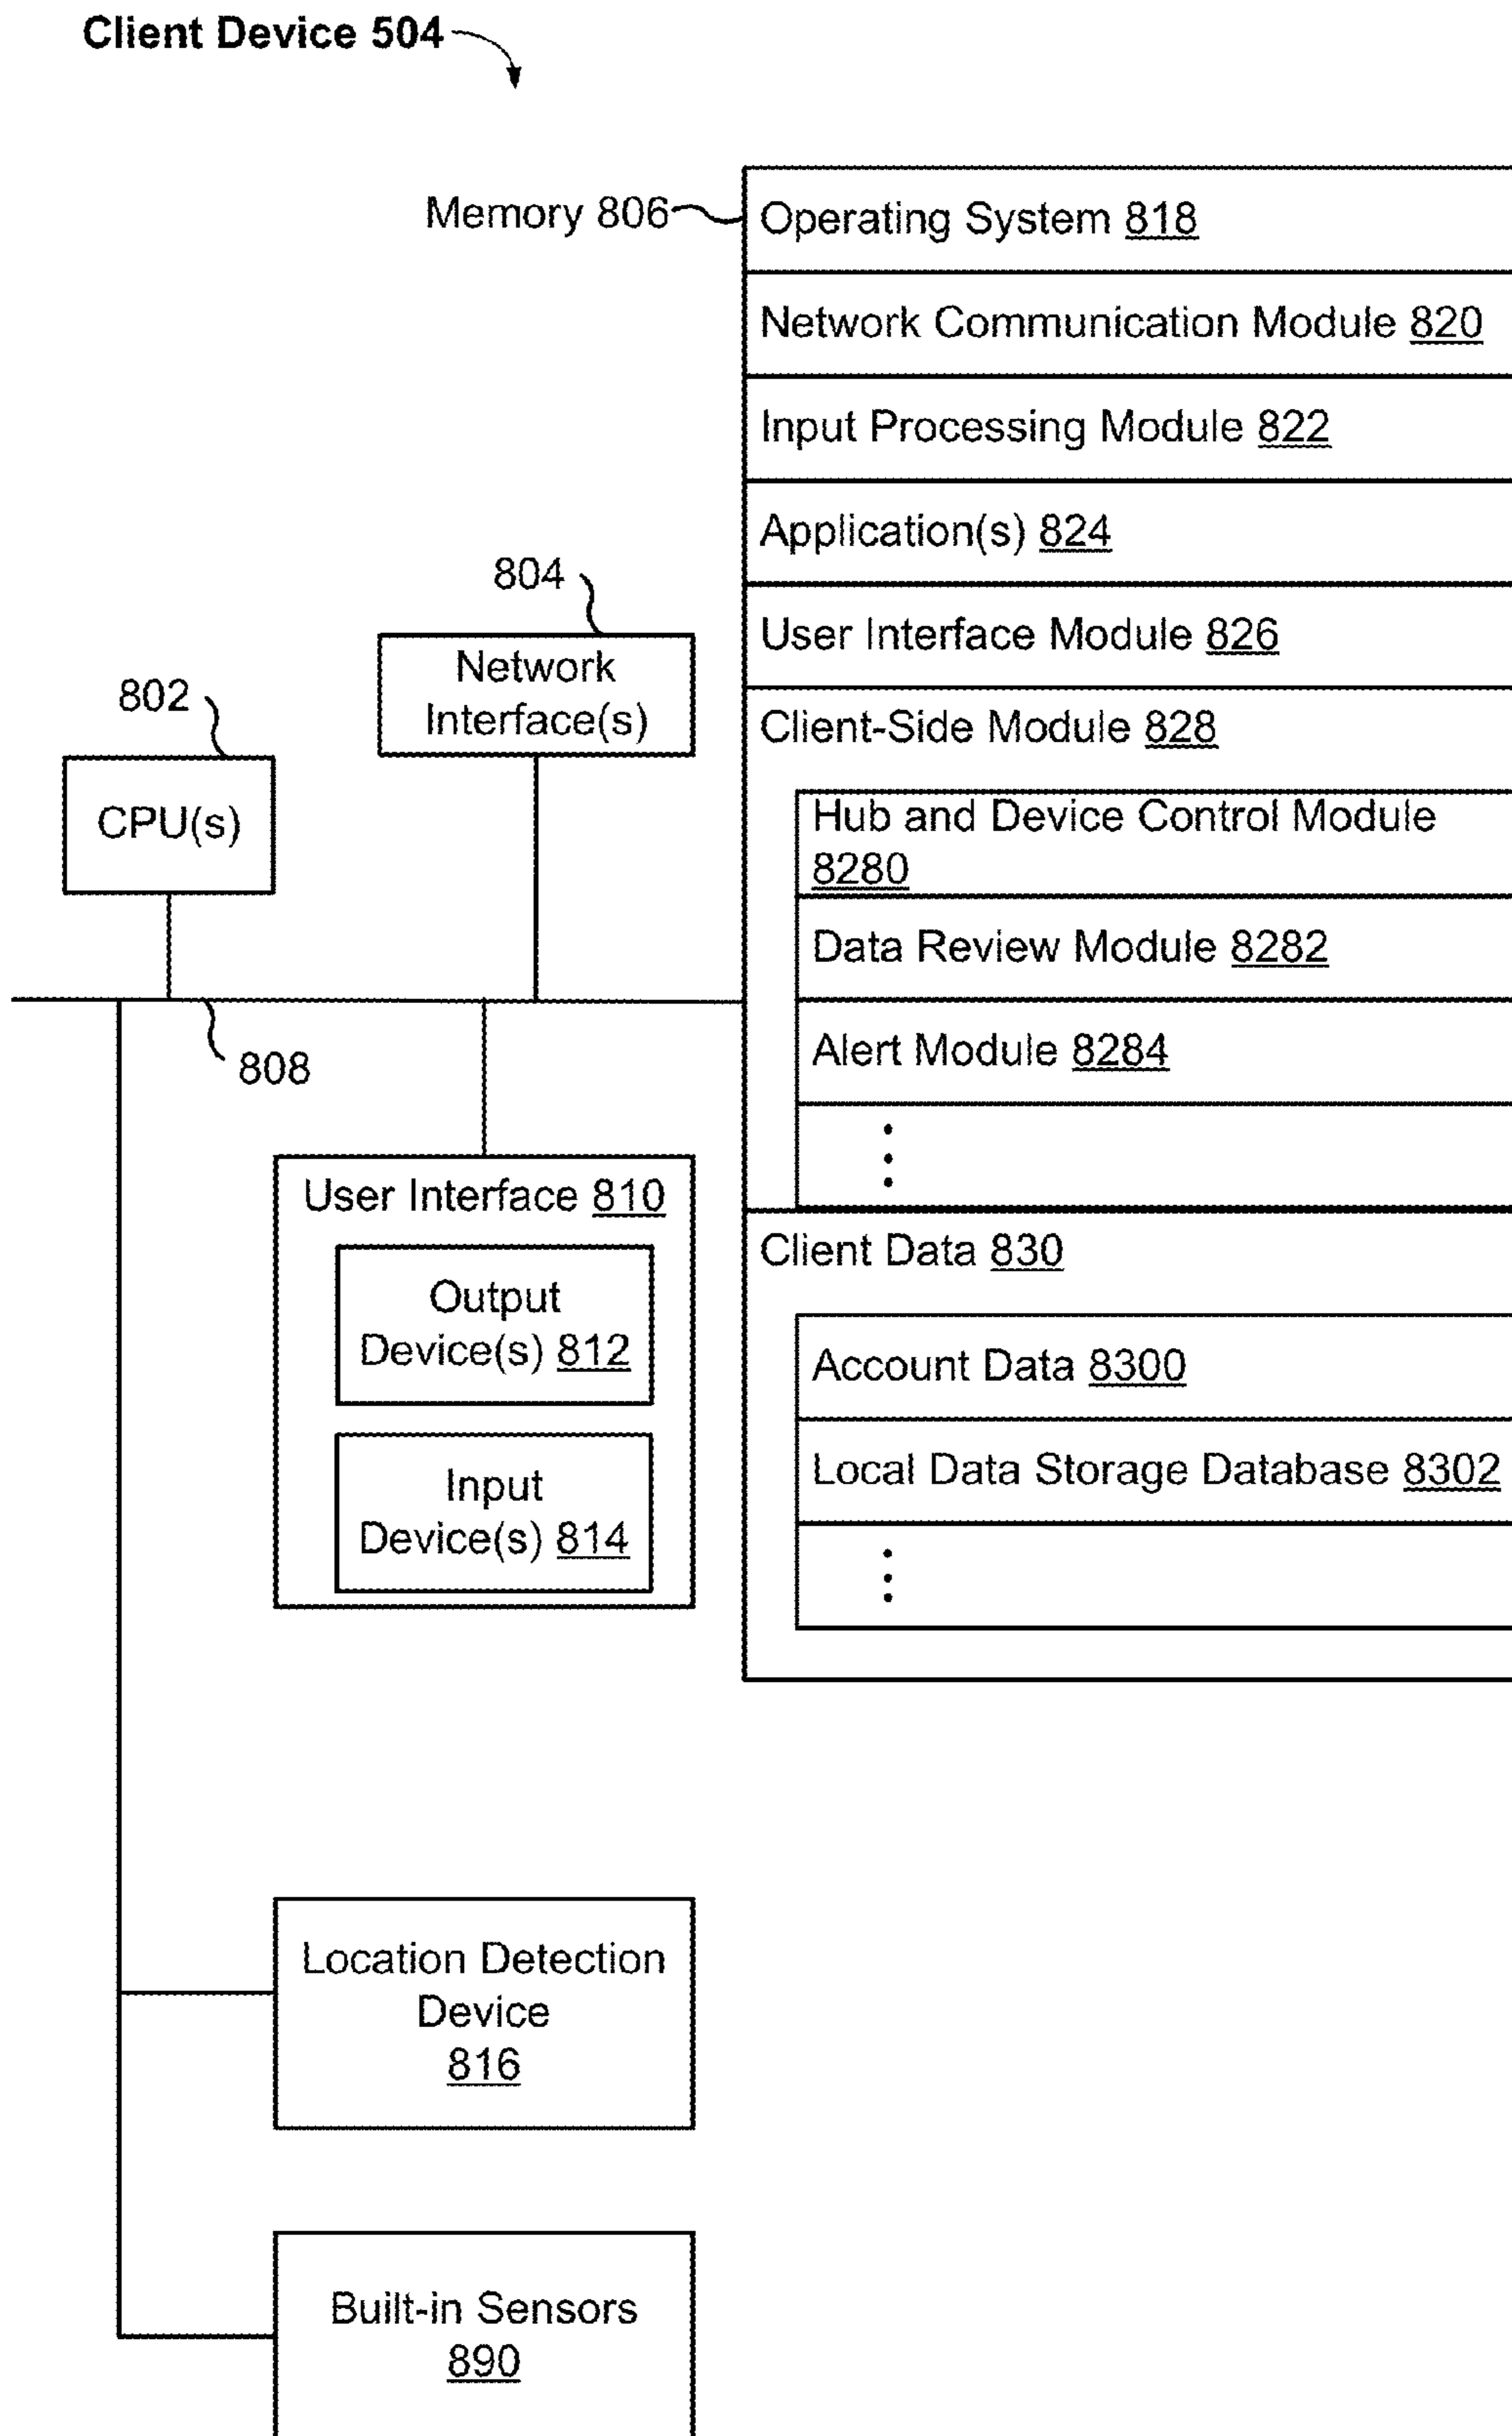 Client Device 504
Memory 806
Operating System 818
Network Communication Module 820
Input Processing Module 822
Application(s) 824
User Interface Module 826
Client-Side Module 828
Hub and Device Control Module
8280
Data Review Module 8282
Alert Module 8284
Client Data 830
Account Data 8300
Local Data Storage Database 8302
804
Network
Interface(s)
802
CPU(s)
808
User Interface 810
Output
Device(s) 812
Input
Device(s) 814
Location Detection
Device
816
Built-in Sensors
890